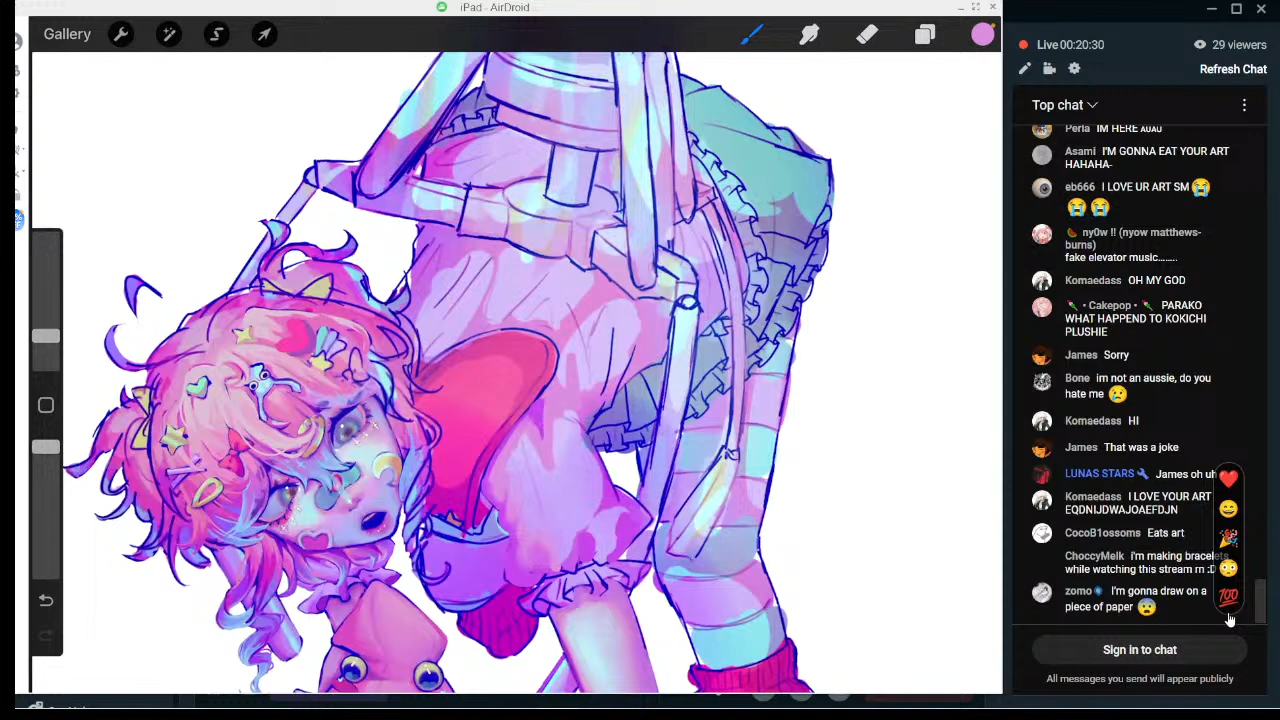 iPad - AirDroid
Gallery
Live 00:20:30
29 viewers
Refresh Chat
Top chat
Perla IM HERE AUAU
Asami I'M GONNA EAT YOUR ART
HAHAHA-
eb666 I LOVE UR ART SM😭
😭😭
🍉 ny0w !! (nyow matthews-
burns)
fake elevator music........
Komaedass OH MY GOD
• Cakepop • PARAKO
WHAT HAPPEND TO KOKICHI
PLUSHIE
James Sorry
Bone im not an aussie, do you
hate me 😢
Komaedass HI
James That was a joke
LUNAS STARS🔧 James oh uh
Komaedass I LOVE YOUR ART
EQDNIJDWAJOAEFDJN
CocoB1ossoms Eats art
ChoccyMelk i'm making bracelets
while watching this stream rn :D
zomo I'm gonna draw on a
piece of paper 😨
100
Sign in to chat
All messages you send will appear publicly